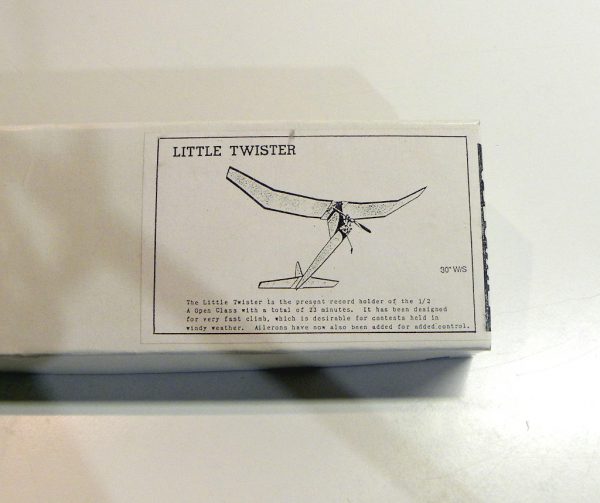 LITTLE TWISTER
30" W/S
The Little Twister is the present record holder of the 1/2
A Open Class with a total of 23 minutes. It has been designed
for very fast climb, which is desirable for contests held in
windy weather. Ailerons have now also been added for added control.